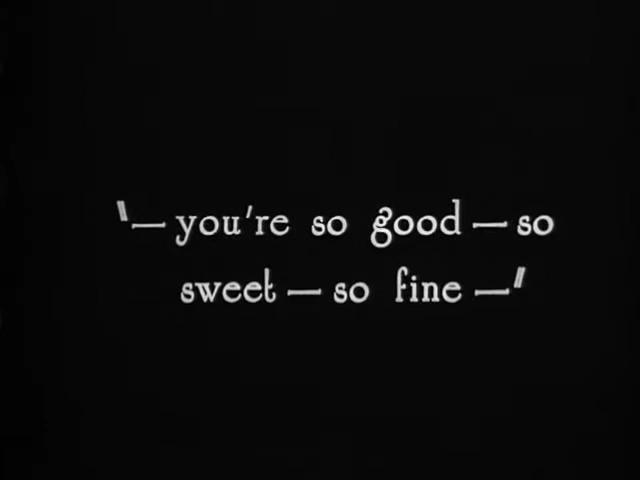 "— you're so good — so
sweet — so fine —"